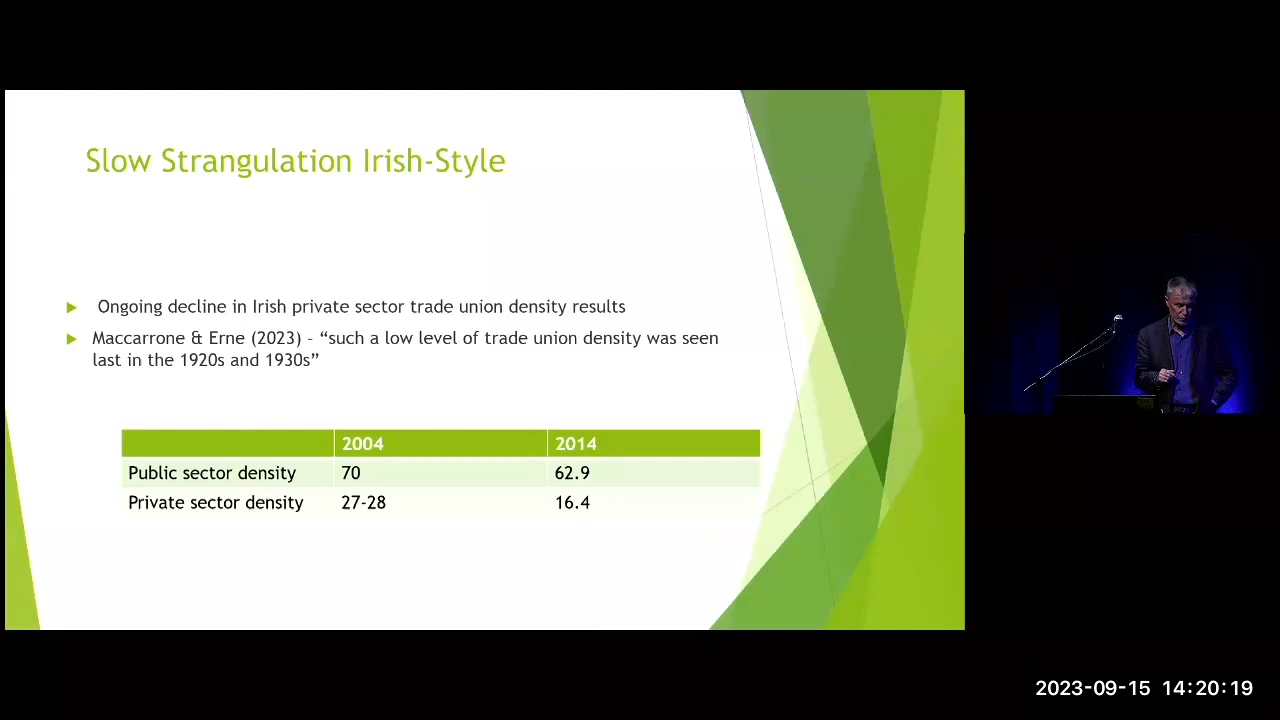 Slow Strangulation Irish-Style
Ongoing decline in Irish private sector trade union density results
Maccarrone & Erne (2023) – “such a low level of trade union density was seen
last in the 1920s and 1930s”
2004 2014
Public sector density 70 62.9
Private sector density 27-28 16.4
2023-09-15 14:20:19